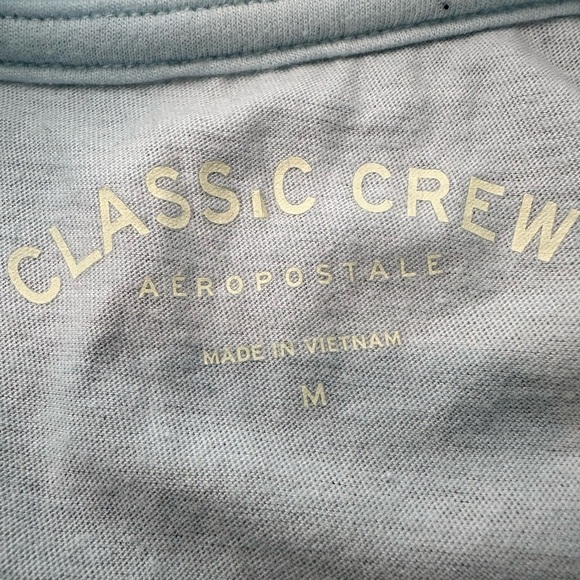 CLASSiC CREW
AEROPOSTALE
MADE IN VIETNAM
M